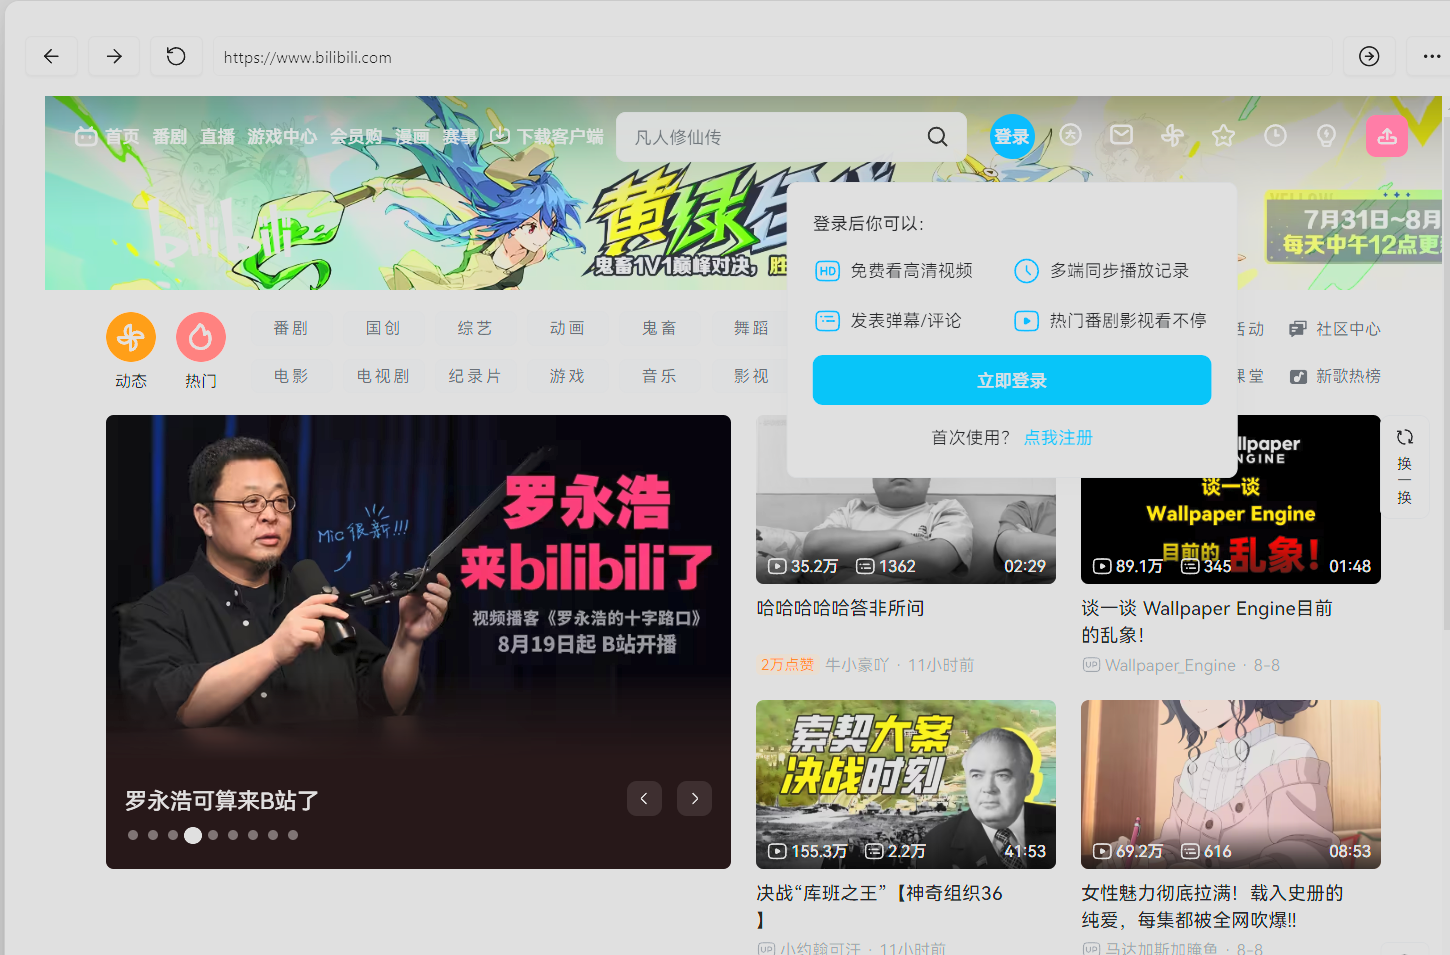 https://www.bilibili.com
首页 番剧 直播 游戏中心 会员购 漫画 赛事 下载客户端
凡人修仙传
登录
bilibili
黄绿
鬼畜1V1巅峰对决,胜
YELLOW
7月31日~8月
每天中午12点更
登录后你可以:
HD 免费看高清视频
多端同步播放记录
发表弹幕/评论
热门番剧影视看不停
立即登录
首次使用? 点我注册
动态
热门
番剧 国创 综艺 动画 鬼畜 舞蹈
活动 社区中心
电影 电视剧 纪录片 游戏 音乐 影视
课堂 新歌热榜
Mic很新!!!
罗永浩
来bilibili了
视频播客《罗永浩的十字路口》
8月19日起 B站开播
罗永浩可算来B站了
35.2万 1362 02:29
哈哈哈哈哈答非所问
2万点赞 牛小豪吖 · 11小时前
llpaper
NGINE
谈一谈
Wallpaper Engine
目前的 乱象!
89.1万 345 01:48
谈一谈 Wallpaper Engine目前
的乱象!
UP Wallpaper_Engine · 8-8
换
一
换
索契大案
决战时刻
155.3万 2.2万 41:53
决战“库班之王”【神奇组织36
】
UP 小约翰可汗 · 11小时前
69.2万 616 08:53
女性魅力彻底拉满!载入史册的
纯爱,每集都被全网吹爆!!
UP 马达加斯加腌鱼 · 8-8